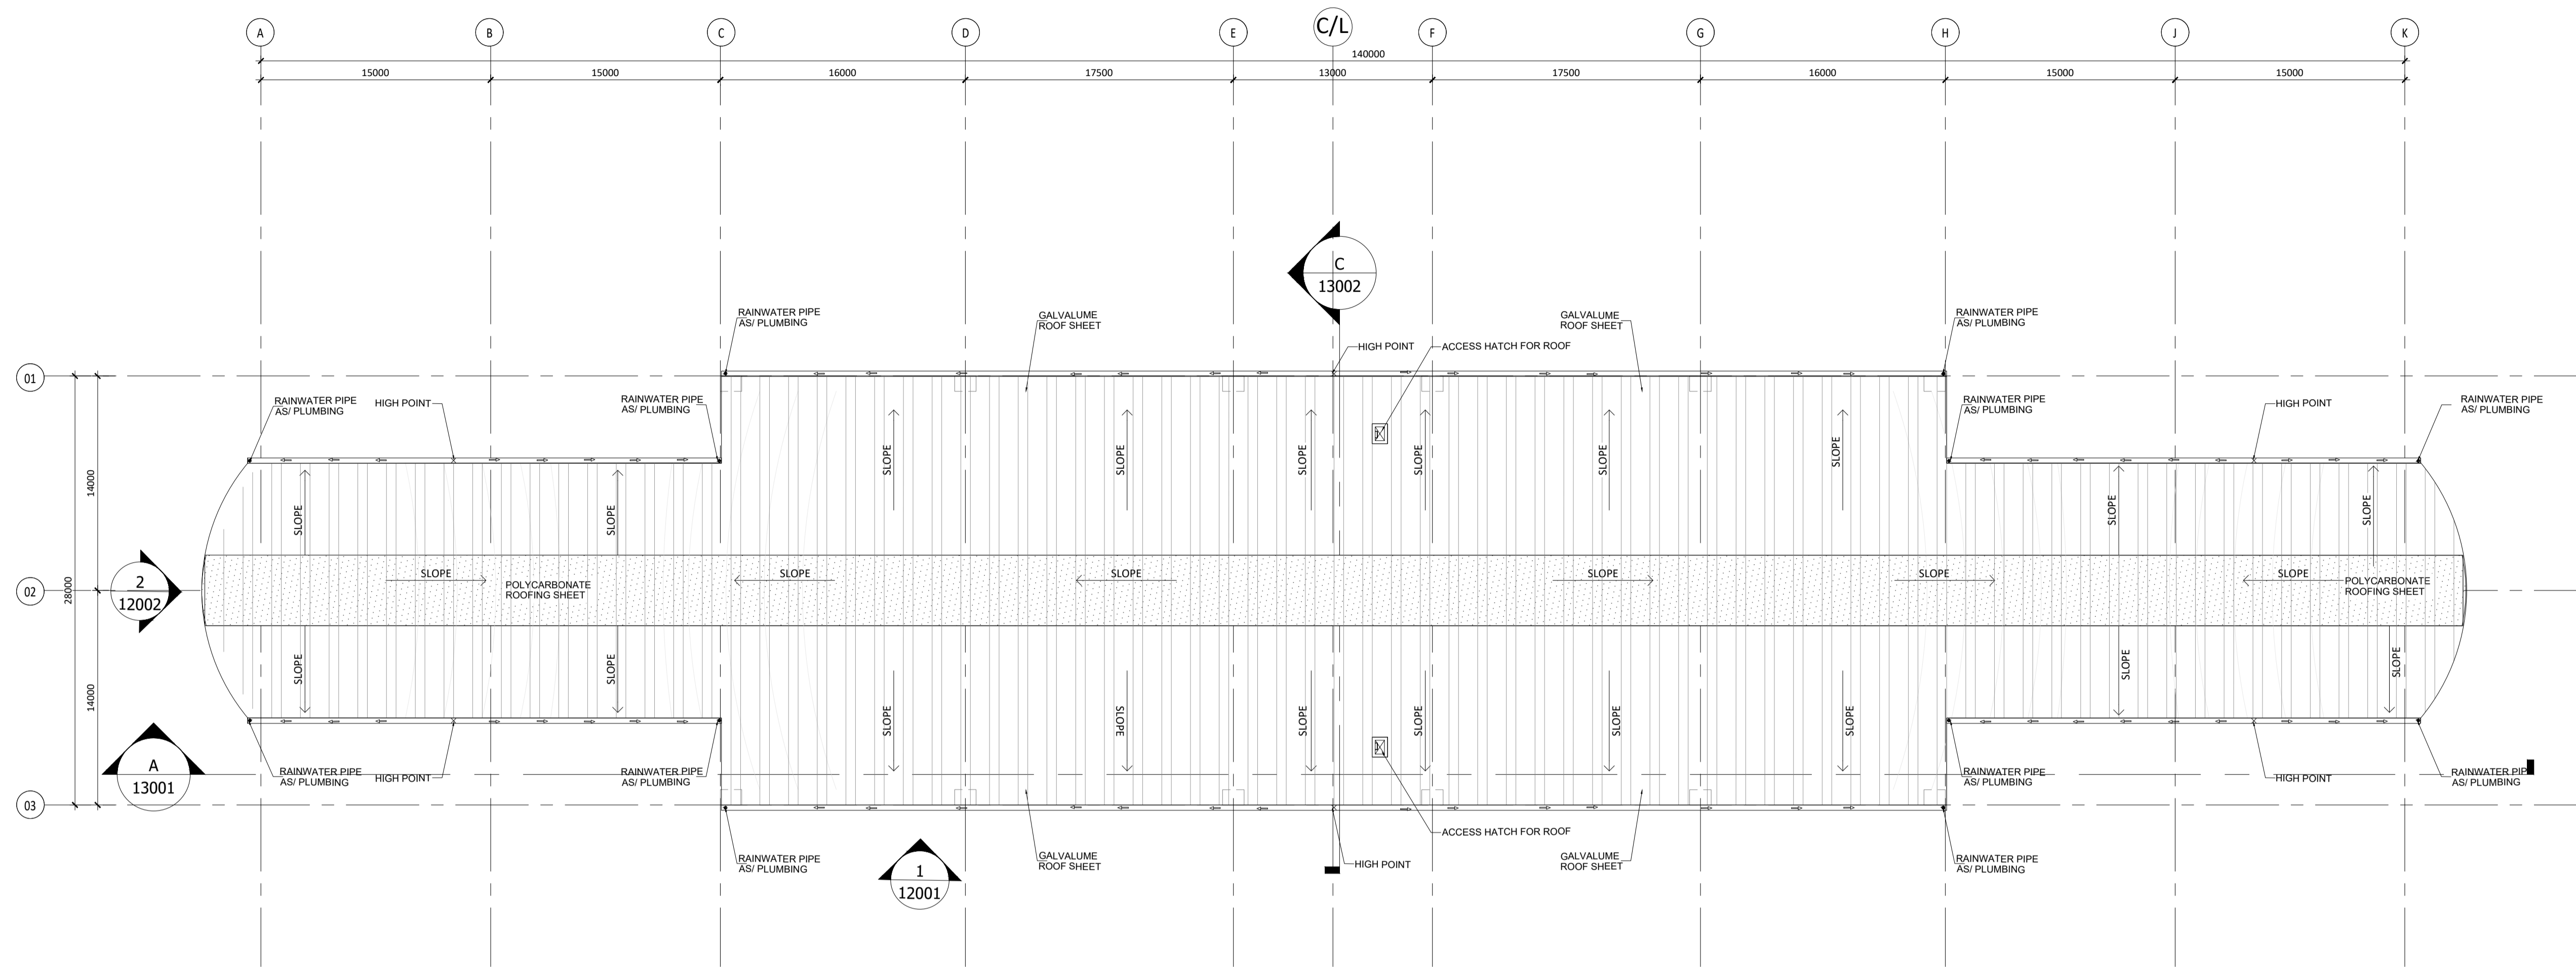 A
B
C
D
E
C/L
F
G
H
J
K
140000
15000
15000
16000
17500
13000
17500
16000
15000
15000
C
13002
RAINWATER PIPE
AS/ PLUMBING
GALVALUME
ROOF SHEET
HIGH POINT
ACCESS HATCH FOR ROOF
GALVALUME
ROOF SHEET
RAINWATER PIPE
AS/ PLUMBING
01
RAINWATER PIPE
AS/ PLUMBING
HIGH POINT
RAINWATER PIPE
AS/ PLUMBING
RAINWATER PIPE
AS/ PLUMBING
HIGH POINT
RAINWATER PIPE
AS/ PLUMBING
14000
SLOPE
SLOPE
SLOPE
SLOPE
SLOPE
SLOPE
SLOPE
SLOPE
SLOPE
SLOPE
2
12002
02
28000
SLOPE
POLYCARBONATE
ROOFING SHEET
SLOPE
SLOPE
SLOPE
SLOPE
SLOPE
POLYCARBONATE
ROOFING SHEET
14000
SLOPE
SLOPE
SLOPE
SLOPE
SLOPE
SLOPE
SLOPE
SLOPE
SLOPE
SLOPE
A
13001
RAINWATER PIPE
AS/ PLUMBING
HIGH POINT
RAINWATER PIPE
AS/ PLUMBING
RAINWATER PIPE
AS/ PLUMBING
HIGH POINT
RAINWATER PIPE
AS/ PLUMBING
03
RAINWATER PIPE
AS/ PLUMBING
1
12001
GALVALUME
ROOF SHEET
HIGH POINT
ACCESS HATCH FOR ROOF
GALVALUME
ROOF SHEET
RAINWATER PIPE
AS/ PLUMBING